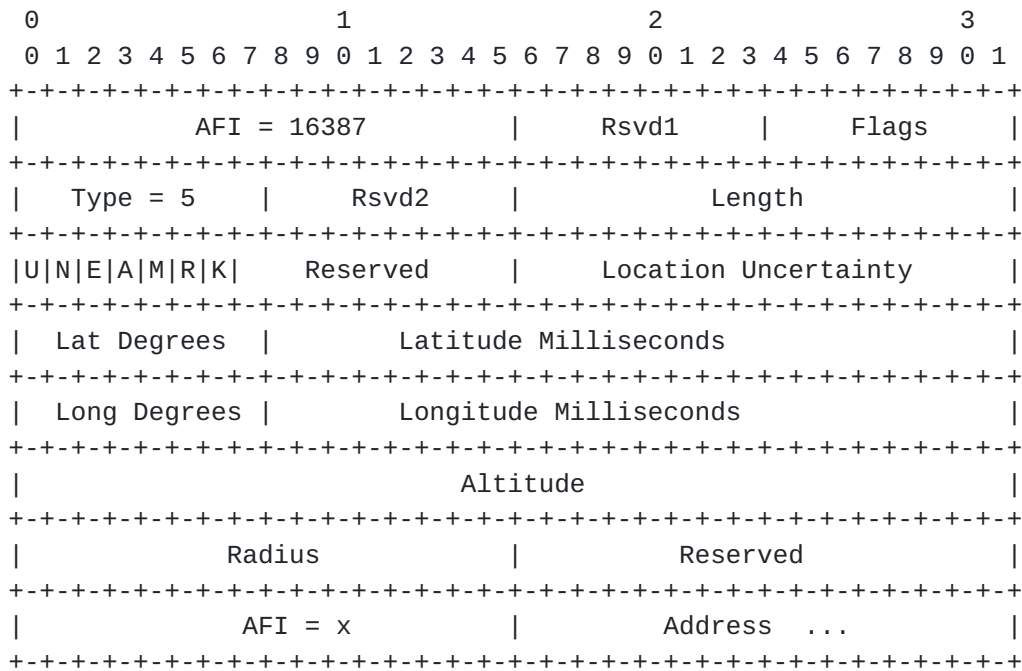 0                   1                   2                   3
 0 1 2 3 4 5 6 7 8 9 0 1 2 3 4 5 6 7 8 9 0 1 2 3 4 5 6 7 8 9 0 1
+-+-+-+-+-+-+-+-+-+-+-+-+-+-+-+-+-+-+-+-+-+-+-+-+-+-+-+-+-+-+-+-+
|           AFI = 16387         |     Rsvd1     |     Flags     |
+-+-+-+-+-+-+-+-+-+-+-+-+-+-+-+-+-+-+-+-+-+-+-+-+-+-+-+-+-+-+-+-+
|   Type = 5    |     Rsvd2     |            Length             |
+-+-+-+-+-+-+-+-+-+-+-+-+-+-+-+-+-+-+-+-+-+-+-+-+-+-+-+-+-+-+-+-+
|U|N|E|A|M|R|K|    Reserved     |     Location Uncertainty      |
+-+-+-+-+-+-+-+-+-+-+-+-+-+-+-+-+-+-+-+-+-+-+-+-+-+-+-+-+-+-+-+-+
|  Lat Degrees  |        Latitude Milliseconds                  |
+-+-+-+-+-+-+-+-+-+-+-+-+-+-+-+-+-+-+-+-+-+-+-+-+-+-+-+-+-+-+-+-+
|  Long Degrees |        Longitude Milliseconds                 |
+-+-+-+-+-+-+-+-+-+-+-+-+-+-+-+-+-+-+-+-+-+-+-+-+-+-+-+-+-+-+-+-+
|                            Altitude                           |
+-+-+-+-+-+-+-+-+-+-+-+-+-+-+-+-+-+-+-+-+-+-+-+-+-+-+-+-+-+-+-+-+
|             Radius            |          Reserved             |
+-+-+-+-+-+-+-+-+-+-+-+-+-+-+-+-+-+-+-+-+-+-+-+-+-+-+-+-+-+-+-+-+
|              AFI = x          |         Address  ...          |
+-+-+-+-+-+-+-+-+-+-+-+-+-+-+-+-+-+-+-+-+-+-+-+-+-+-+-+-+-+-+-+-+